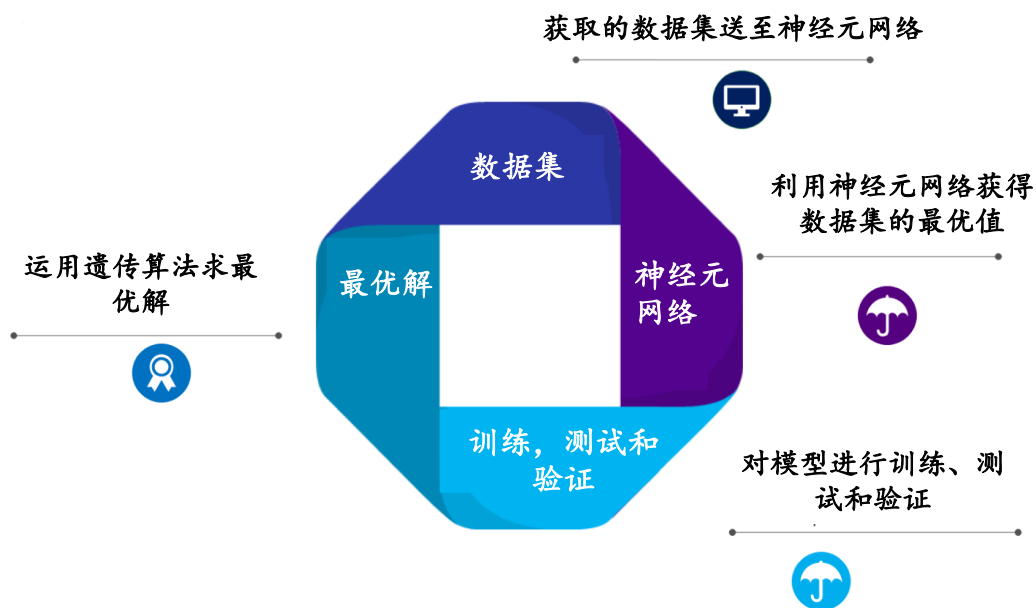 获取的数据集送至神经元网络
数据集
利用神经元网络获得
数据集的最优值
运用遗传算法求最
优解
最优解
神经元
网络
训练，测试和
验证
对模型进行训练、测
试和验证